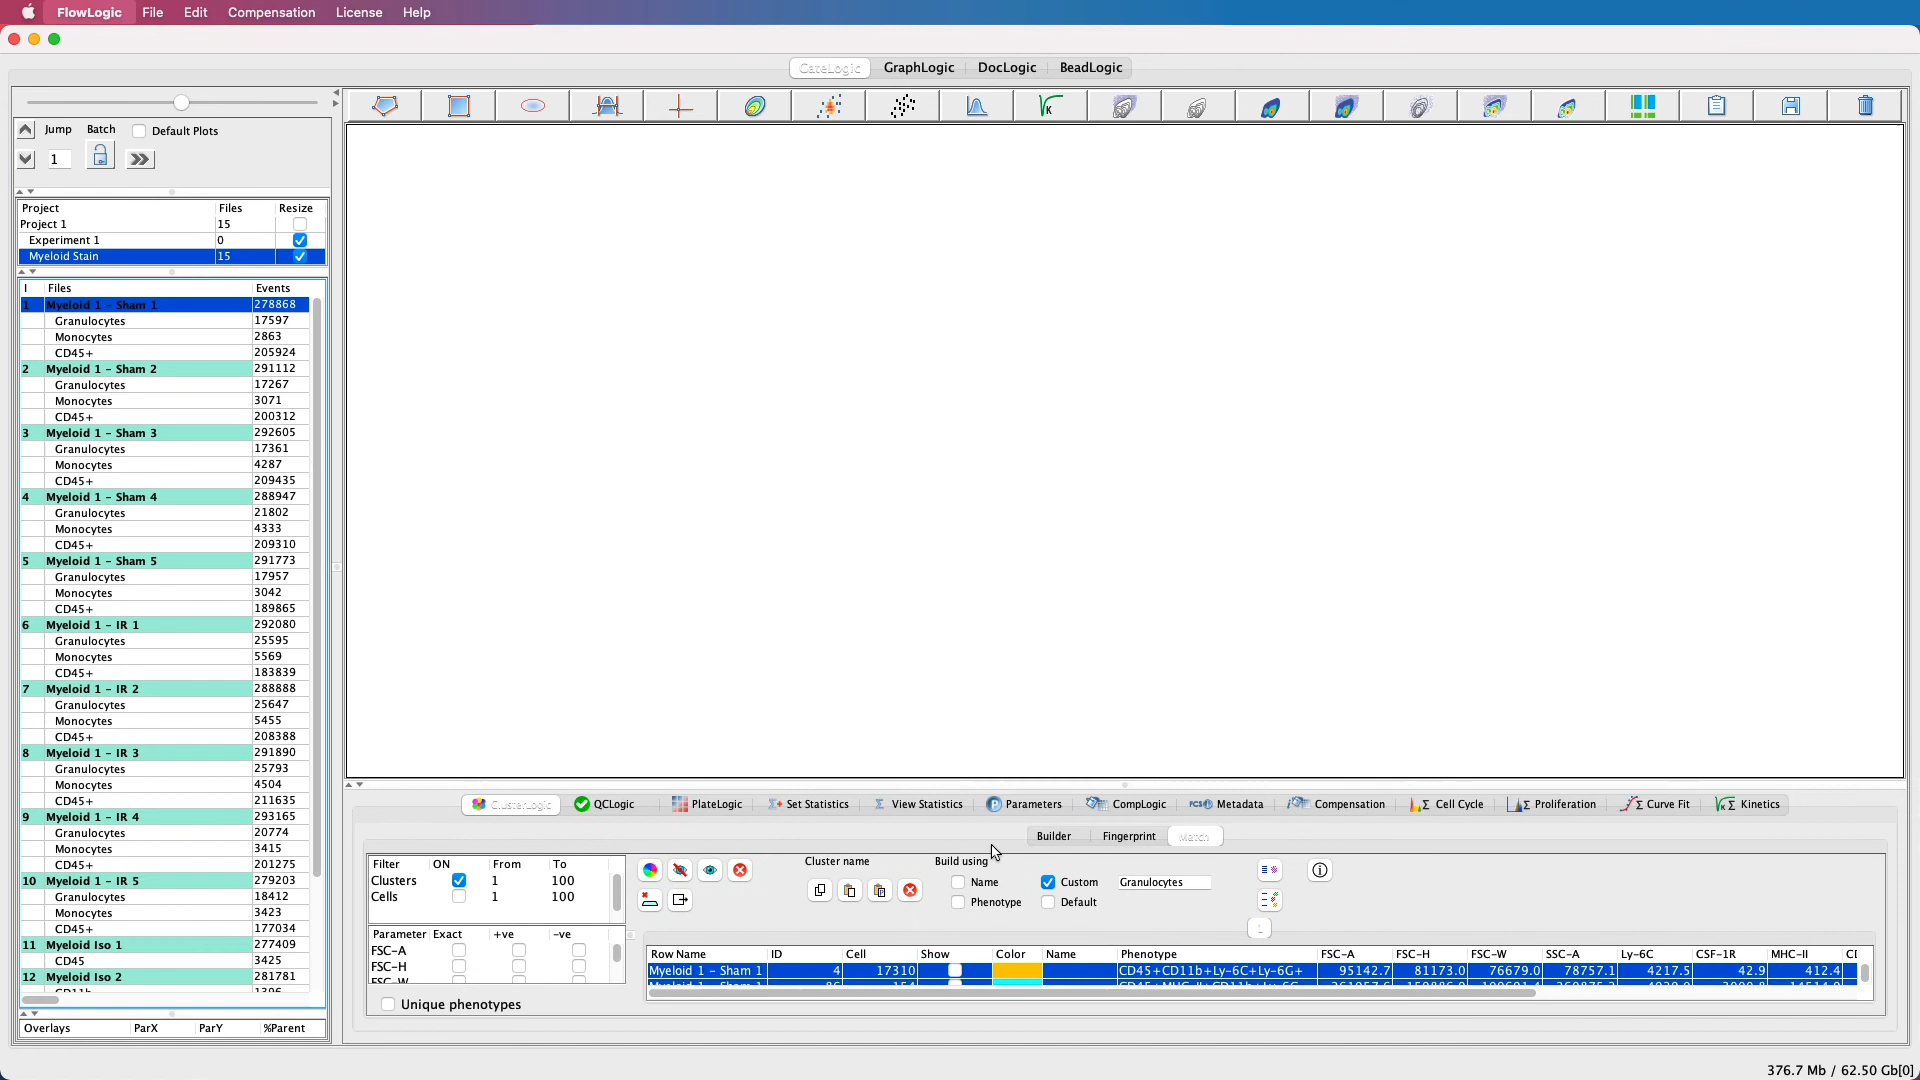 FlowLogic File Edit Compensation License Help
GateLogic GraphLogic DocLogic BeadLogic
Jump Batch Default Plots
1
Project Files Resize
Project 1 15
Experiment 1 0
Myeloid Stain 15
I Files Events
1 Myeloid 1 - Sham 1 278868
Granulocytes 17597
Monocytes 2863
CD45+ 205924
2 Myeloid 1 - Sham 2 291112
Granulocytes 17267
Monocytes 3071
CD45+ 200312
3 Myeloid 1 - Sham 3 292605
Granulocytes 17361
Monocytes 4287
CD45+ 209435
4 Myeloid 1 - Sham 4 288947
Granulocytes 21802
Monocytes 4333
CD45+ 209310
5 Myeloid 1 - Sham 5 291773
Granulocytes 17957
Monocytes 3042
CD45+ 189865
6 Myeloid 1 - IR 1 292080
Granulocytes 25595
Monocytes 5569
CD45+ 183839
7 Myeloid 1 - IR 2 288888
Granulocytes 25647
Monocytes 5455
CD45+ 208388
8 Myeloid 1 - IR 3 291890
Granulocytes 25793
Monocytes 4504
CD45+ 211635
9 Myeloid 1 - IR 4 293165
Granulocytes 20774
Monocytes 3415
CD45+ 201275
10 Myeloid 1 - IR 5 279203
Granulocytes 18412
Monocytes 3423
CD45+ 177034
11 Myeloid Iso 1 277409
CD45 3425
12 Myeloid Iso 2 281781
CD11b 1396
Overlays ParX ParY %Parent
ClusterLogic QCLogic PlateLogic Set Statistics View Statistics Parameters CompLogic Metadata Compensation Cell Cycle Proliferation Curve Fit Kinetics
Builder Fingerprint Match
Filter ON From To
Clusters 1 100
Cells 1 100
Parameter Exact +ve -ve
FSC-A
FSC-H
FSC-W
Unique phenotypes
Cluster name
Build using
Name Custom Granulocytes
Phenotype Default
Row Name ID Cell Show Color Name Phenotype FSC-A FSC-H FSC-W SSC-A Ly-6C CSF-1R MHC-II
Myeloid 1 - Sham 1 4 17310 CD45+CD11b+Ly-6C+Ly-6G+ 95142.7 81173.0 76679.0 78757.1 4217.5 42.9 412.4
376.7 Mb / 62.50 Gb[0]